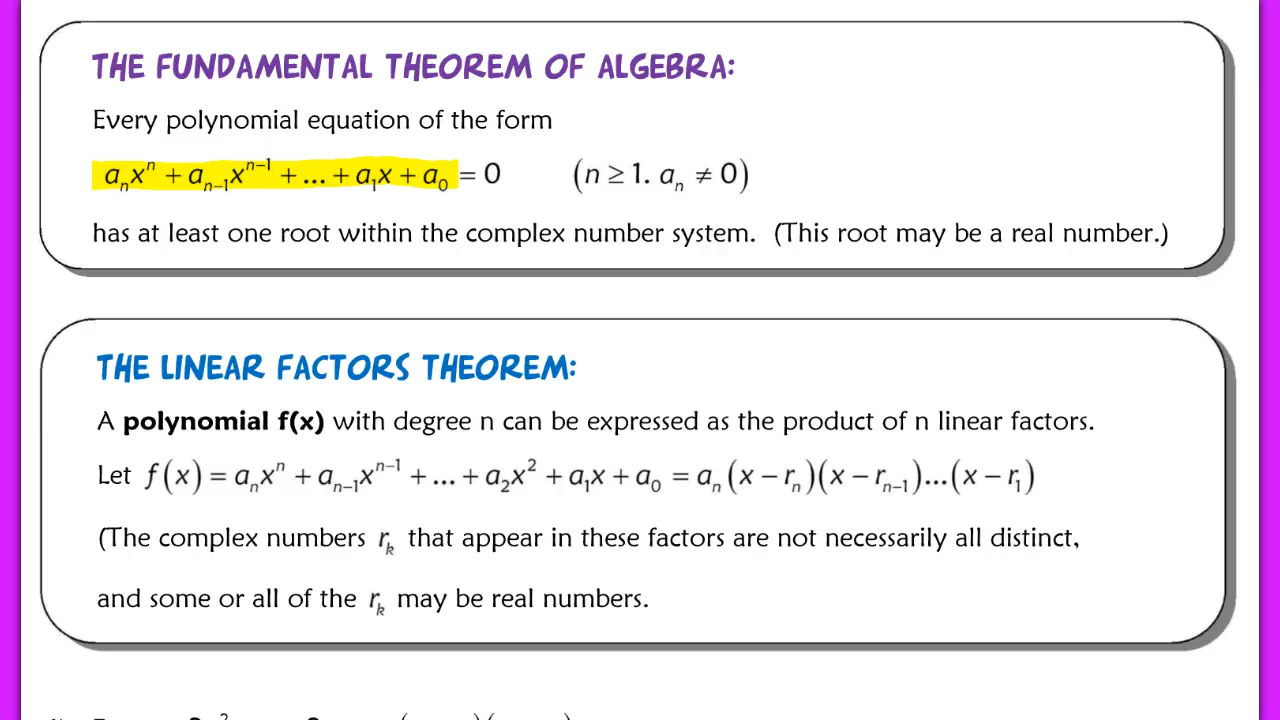 THE FUNDAMENTAL THEOREM OF ALGEBRA:
Every polynomial equation of the form
aₙxⁿ + aₙ₋₁xⁿ⁻¹ + ... + a₁x + a₀ = 0 (n ≥ 1. aₙ ≠ 0)
has at least one root within the complex number system. (This root may be a real number.)
THE LINEAR FACTORS THEOREM:
A polynomial f(x) with degree n can be expressed as the product of n linear factors.
Let f(x) = aₙxⁿ + aₙ₋₁xⁿ⁻¹ + ... + a₂x² + a₁x + a₀ = aₙ(x − rₙ)(x − rₙ₋₁)...(x − r₁)
(The complex numbers rₖ that appear in these factors are not necessarily all distinct,
and some or all of the rₖ may be real numbers.